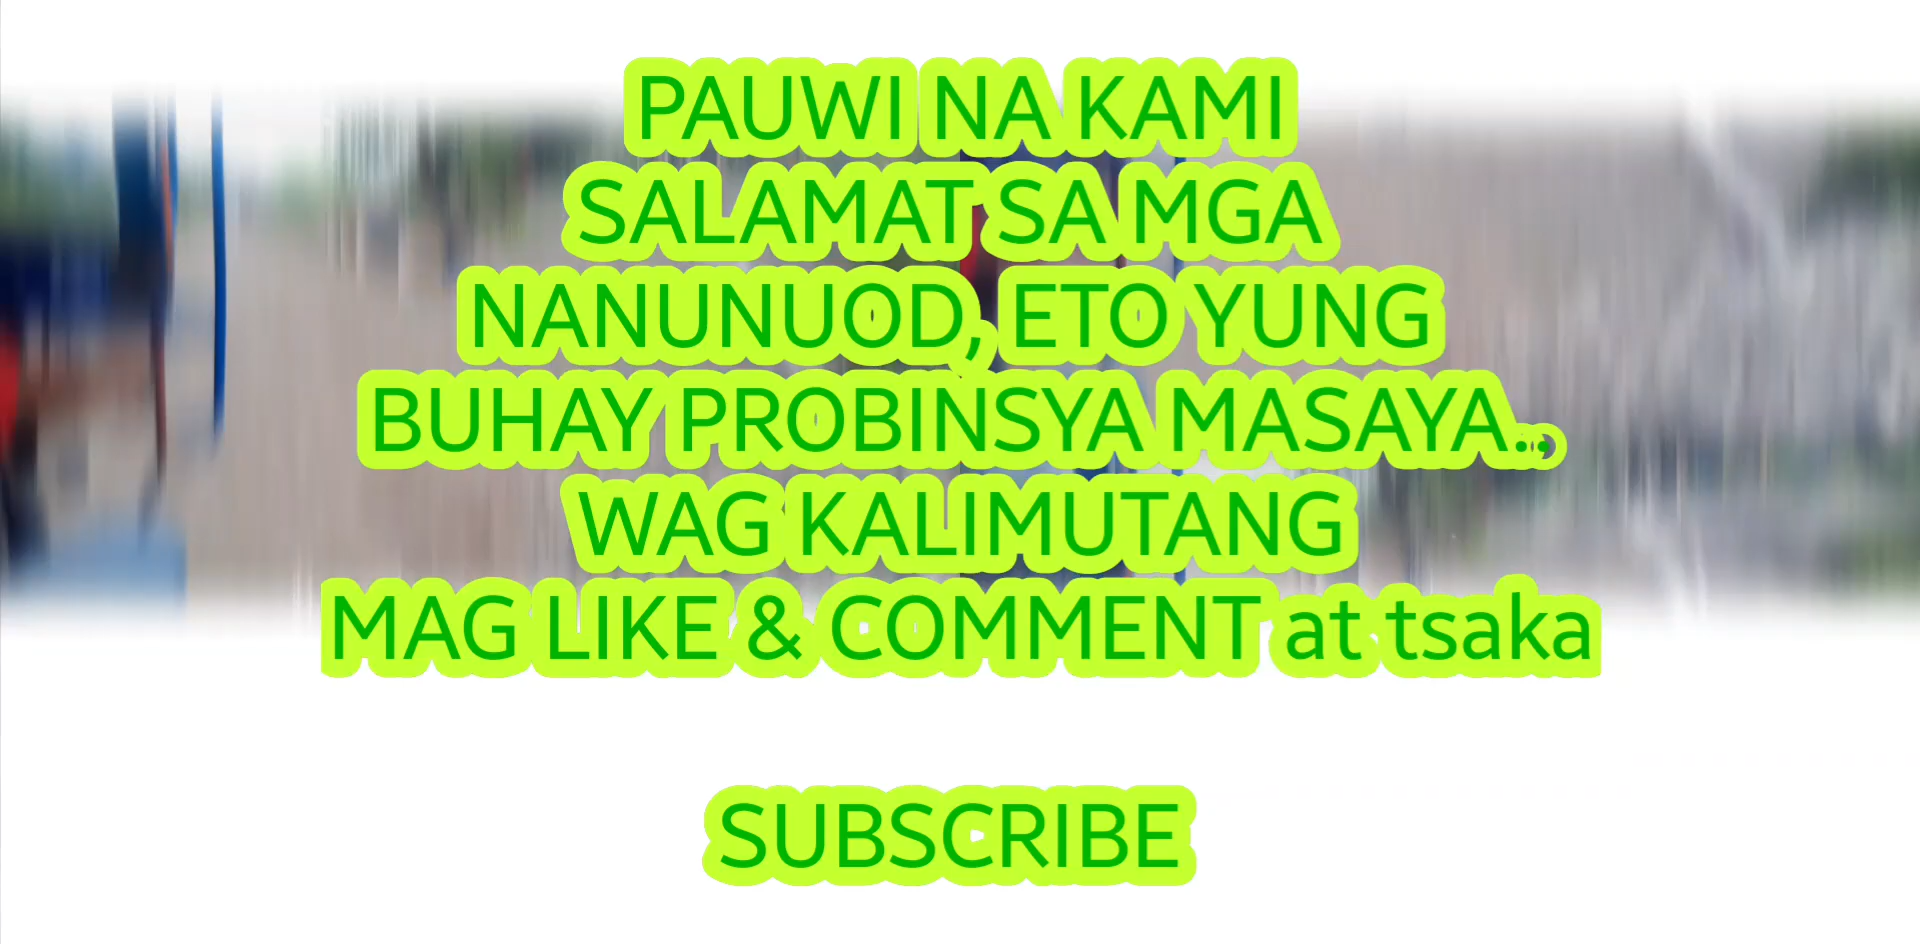 PAUWI NA KAMI
SALAMAT SA MGA
NANUNUOD, ETO YUNG
BUHAY PROBINSYA MASAYA..
WAG KALIMUTANG
MAG LIKE & COMMENT at tsaka
SUBSCRIBE